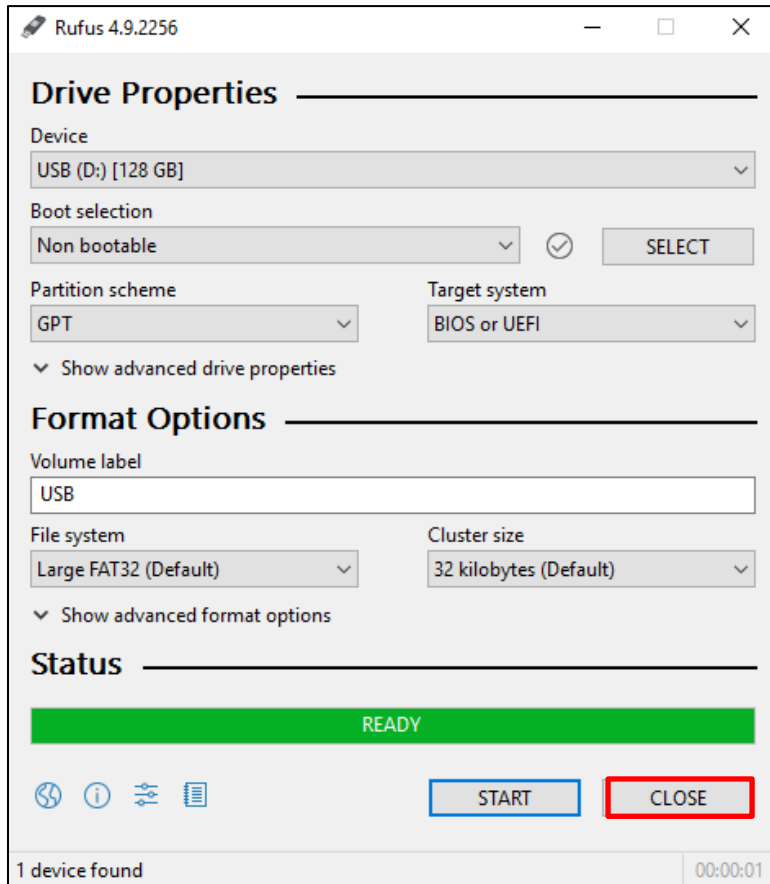 Rufus 4.9.2256
Drive Properties
Device
USB (D:) [128 GB]
Boot selection
Non bootable
SELECT
Partition scheme
Target system
GPT
BIOS or UEFI
Show advanced drive properties
Format Options
Volume label
USB
File system
Cluster size
Large FAT32 (Default)
32 kilobytes (Default)
Show advanced format options
Status
READY
START
CLOSE
1 device found
00:00:01